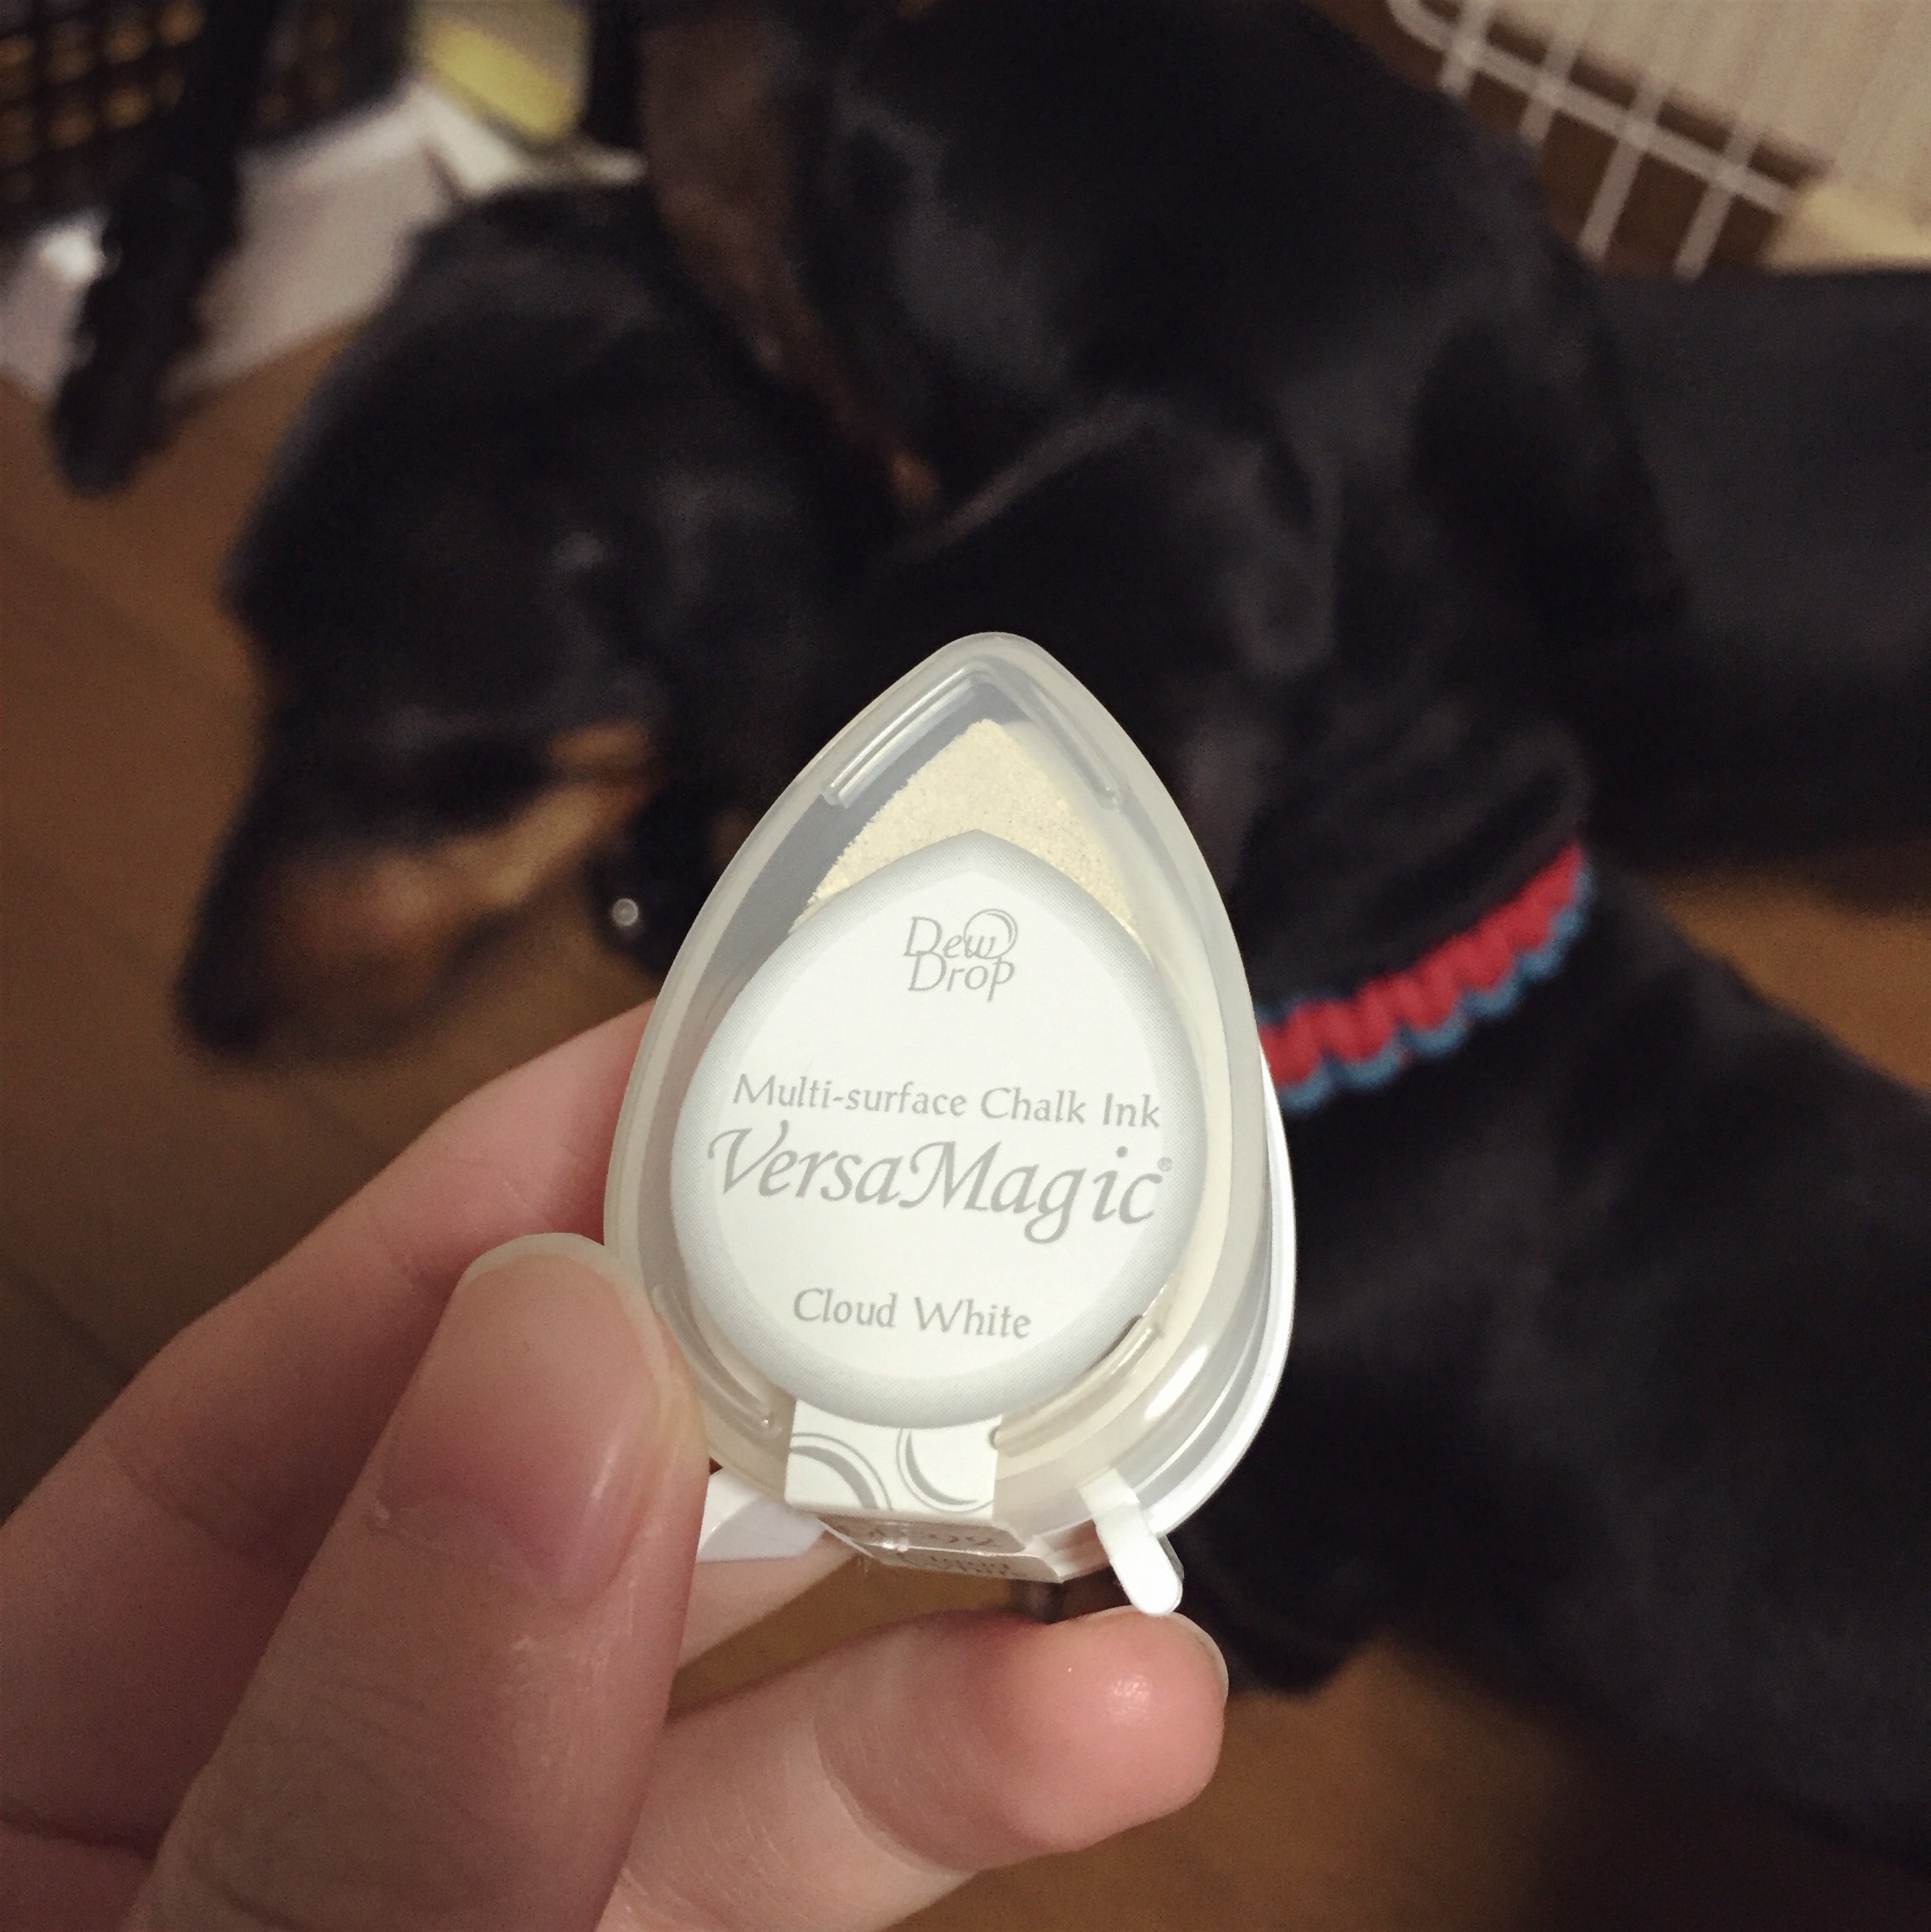 Dew
Drop
Multi-surface Chalk Ink
VersaMagic®
Cloud White